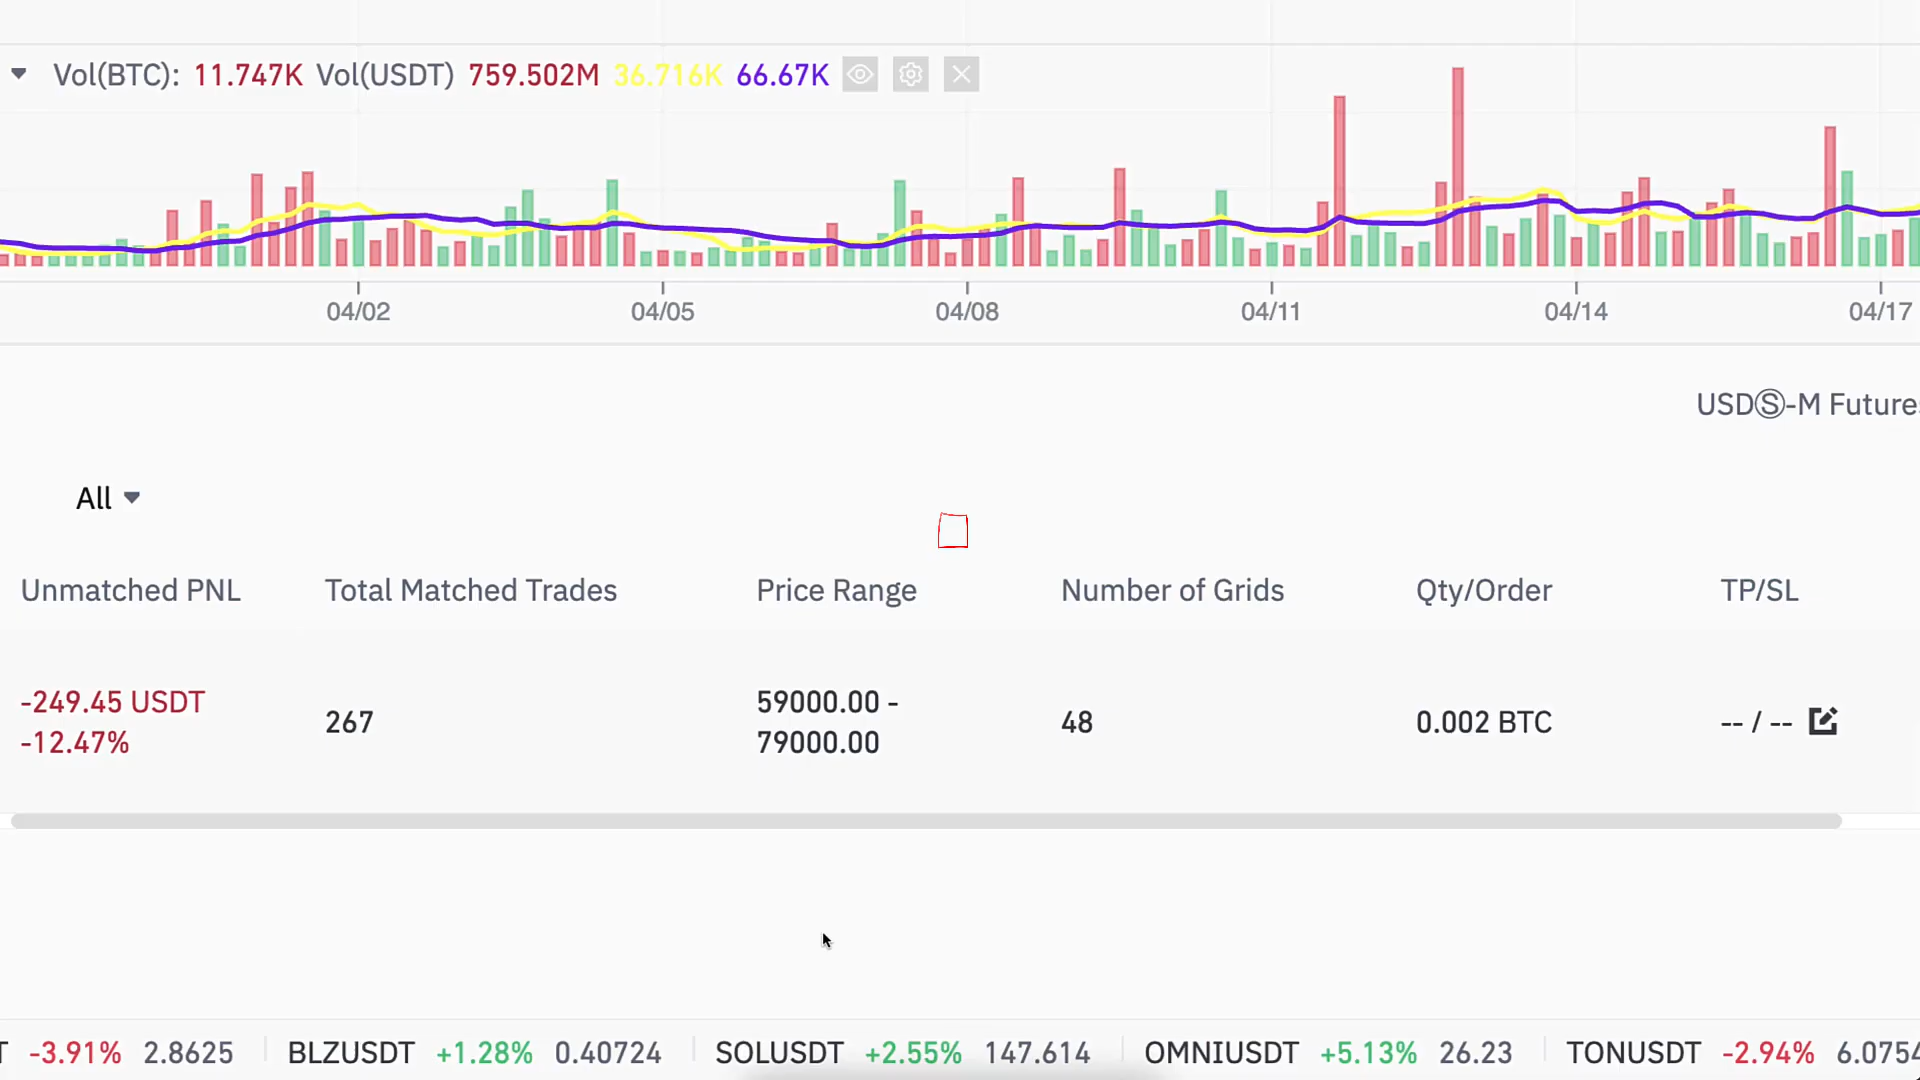 Vol(BTC): 11.747K Vol(USDT) 759.502M 36.716K 66.67K
04/02 04/05 04/08 04/11 04/14 04/17
USDⓈ-M Futures
All
Unmatched PNL Total Matched Trades Price Range Number of Grids Qty/Order TP/SL
-249.45 USDT
-12.47%
267
59000.00 -
79000.00
48
0.002 BTC
-- / --
T -3.91% 2.8625 BLZUSDT +1.28% 0.40724 SOLUSDT +2.55% 147.614 OMNIUSDT +5.13% 26.23 TONUSDT -2.94% 6.0754